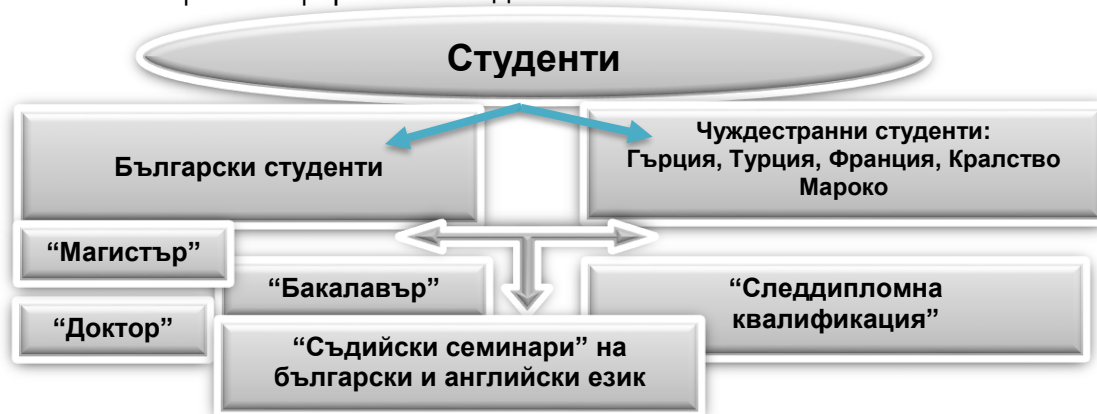 Студенти
Български студенти
Чуждестранни студенти:
Гърция, Турция, Франция, Кралство
Мароко
“Магистър”
“Бакалавър”
“Следдипломна
квалификация”
“Доктор”
“Съдийски семинари” на
български и английски език